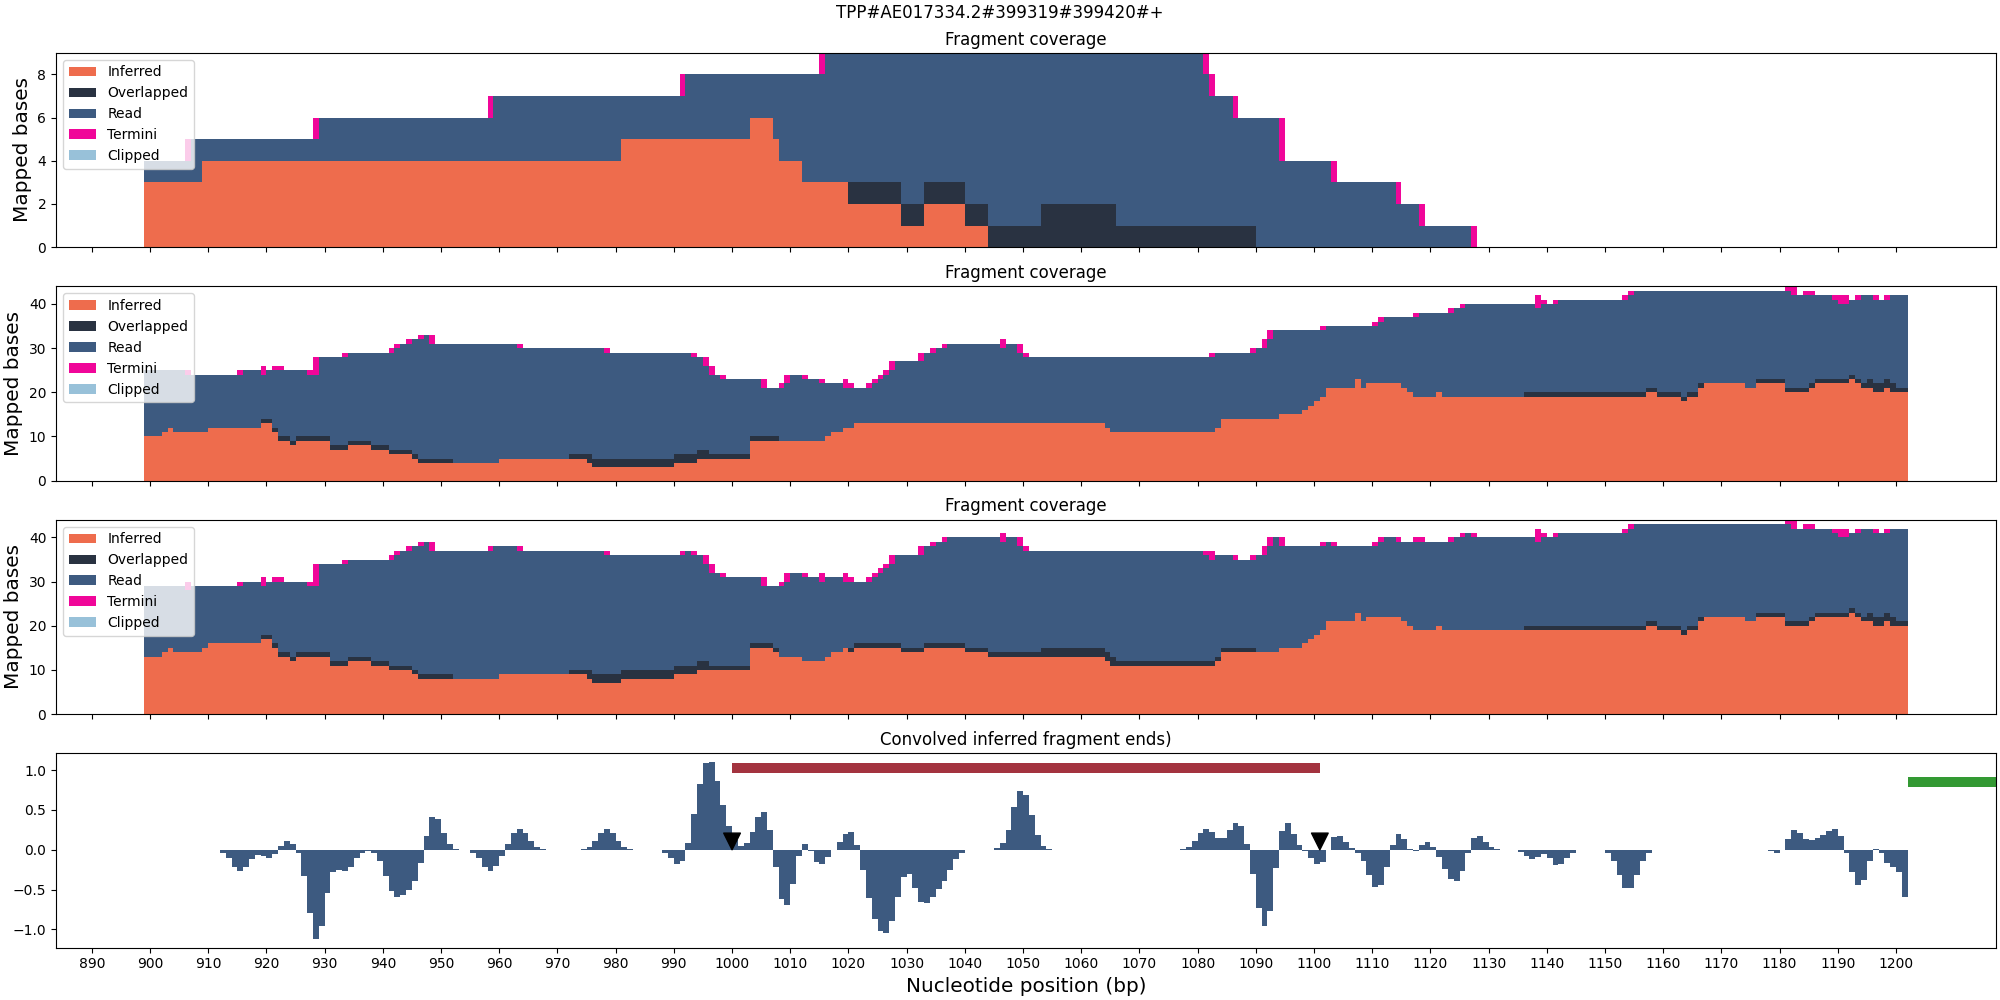 TPP#AE017334.2#399319#399420#+
Fragment coverage
Mapped bases
8
6
4
2
0
Inferred
Overlapped
Read
Termini
Clipped
Fragment coverage
Mapped bases
40
30
20
10
0
Inferred
Overlapped
Read
Termini
Clipped
Fragment coverage
Mapped bases
40
30
20
10
0
Inferred
Overlapped
Read
Termini
Clipped
Convolved inferred fragment ends)
1.0
0.5
0.0
−0.5
−1.0
890 900 910 920 930 940 950 960 970 980 990 1000 1010 1020 1030 1040 1050 1060 1070 1080 1090 1100 1110 1120 1130 1140 1150 1160 1170 1180 1190 1200
Nucleotide position (bp)